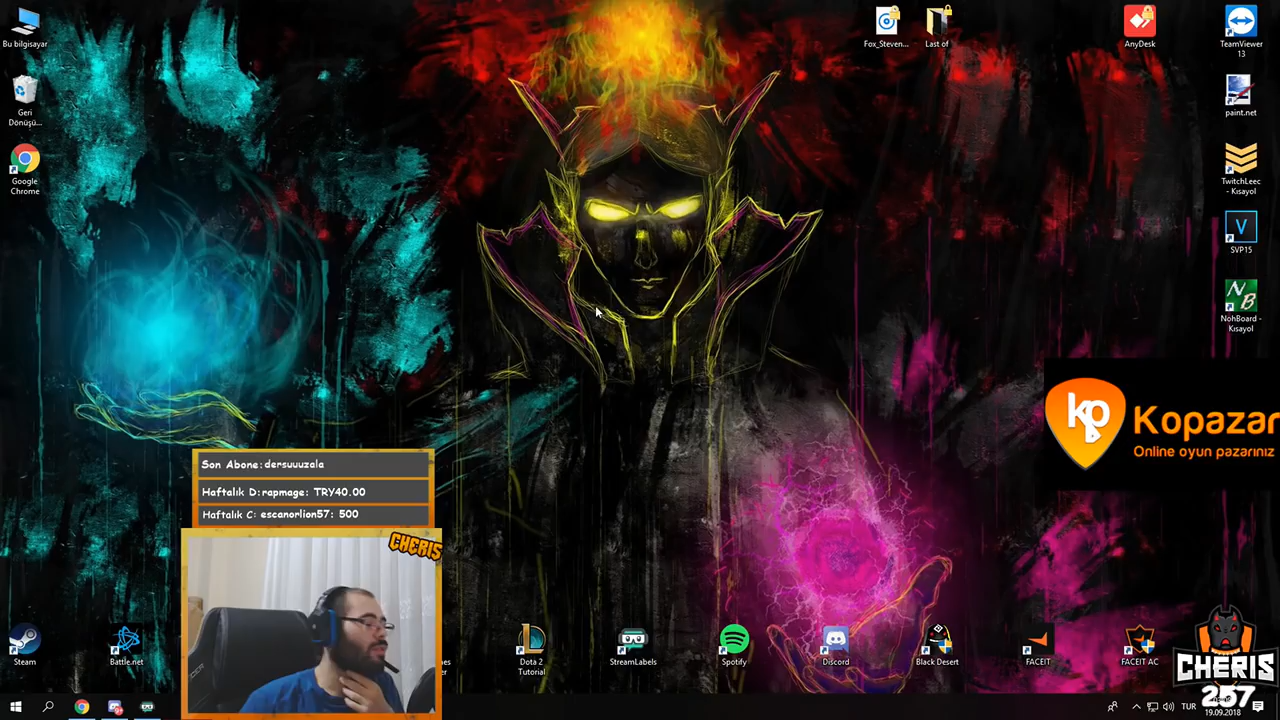 Bu bilgisayar
Geri
Dönüşü...
Google
Chrome
Fox_Steven...
Last of
AnyDesk
TeamViewer
13
paint.net
TwitchLeec
- Kısayol
SVP15
NohBoard -
Kısayol
kp
Kopazar
Online oyun pazarınız
Son Abone: dersuuuzala
Haftalık D: rapmage: TRY40.00
Haftalık C: escanorlion57: 500
CHERIS
Steam
Battle.net
Dota 2
Tutorial
StreamLabels
Spotify
Discord
Black Desert
FACEIT
FACEIT AC
CHERIS
257
TUR
19.09.2018